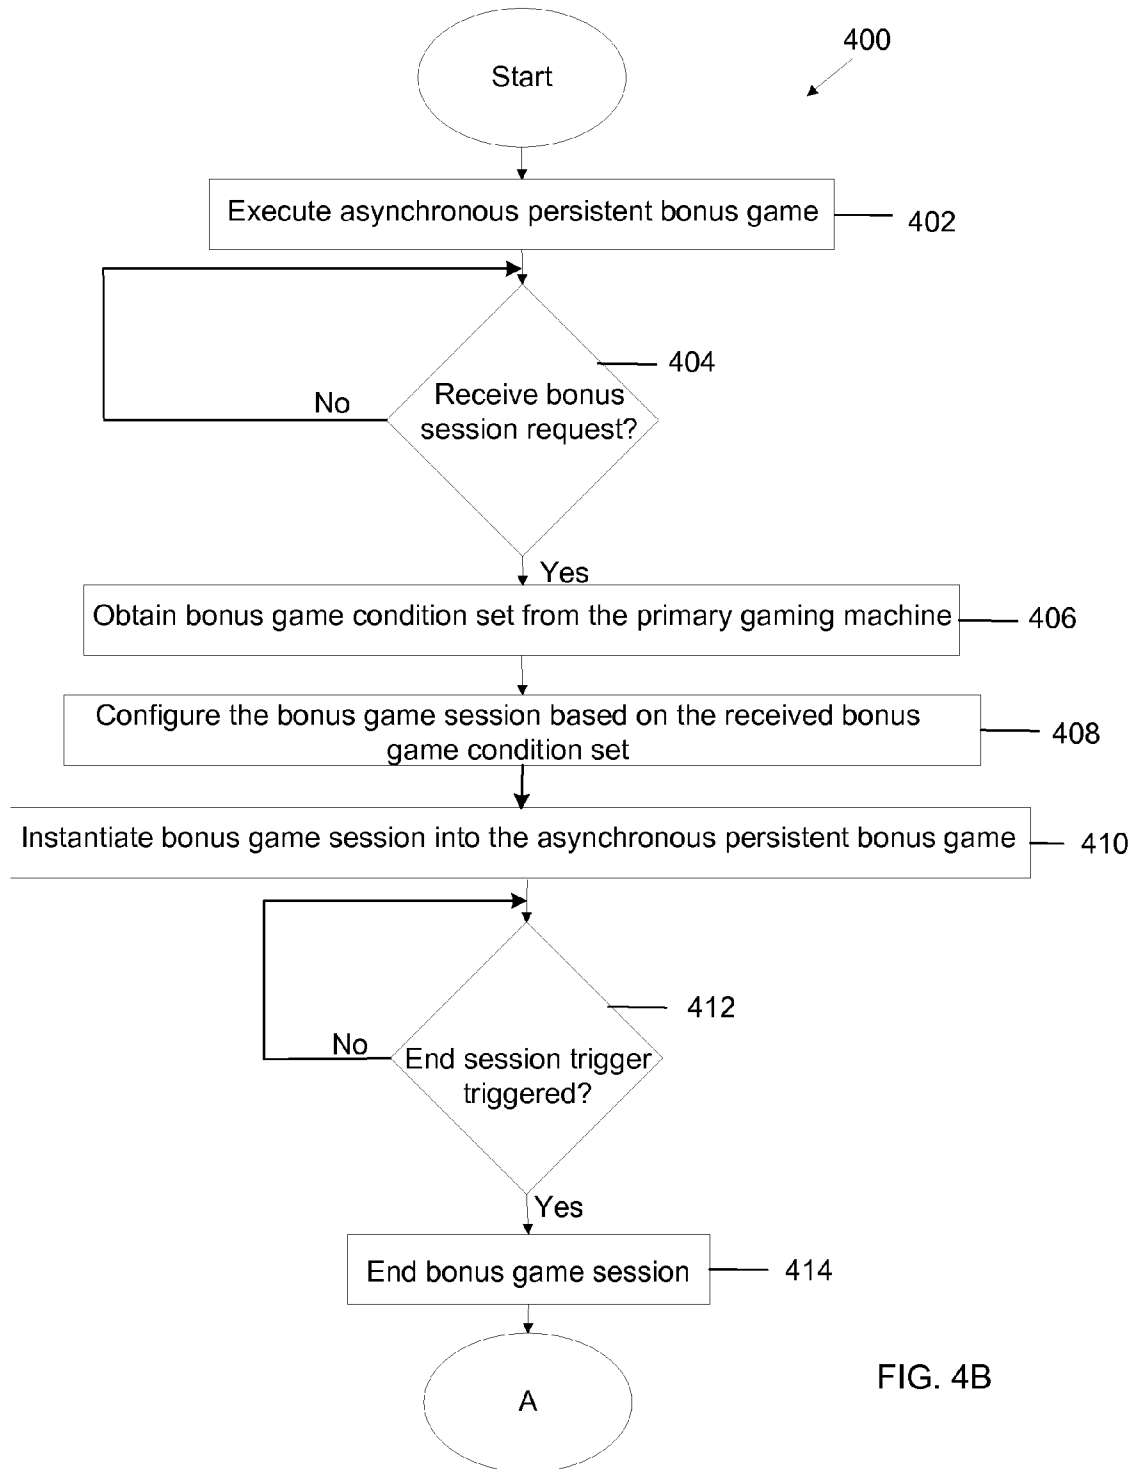 Start
400
Execute asynchronous persistent bonus game
402
404
Receive bonus
session request?
No
Yes
Obtain bonus game condition set from the primary gaming machine
406
Configure the bonus game session based on the received bonus
game condition set
408
Instantiate bonus game session into the asynchronous persistent bonus game
410
412
No
End session trigger
triggered?
Yes
End bonus game session
414
A
FIG. 4B